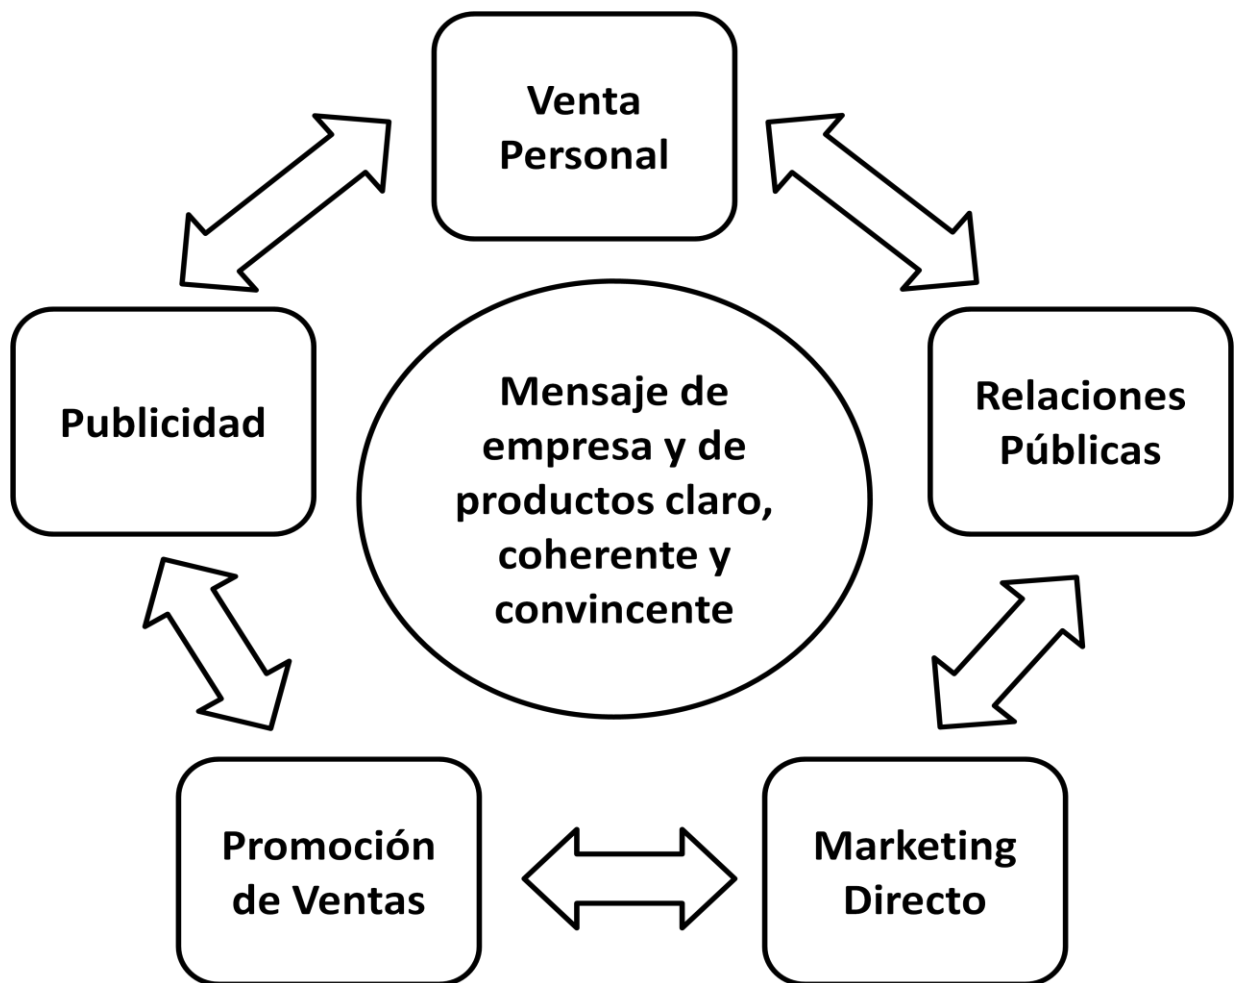 Venta
Personal
Publicidad
Mensaje de
empresa y de
productos claro,
coherente y
convincente
Relaciones
Públicas
Promoción
de Ventas
Marketing
Directo